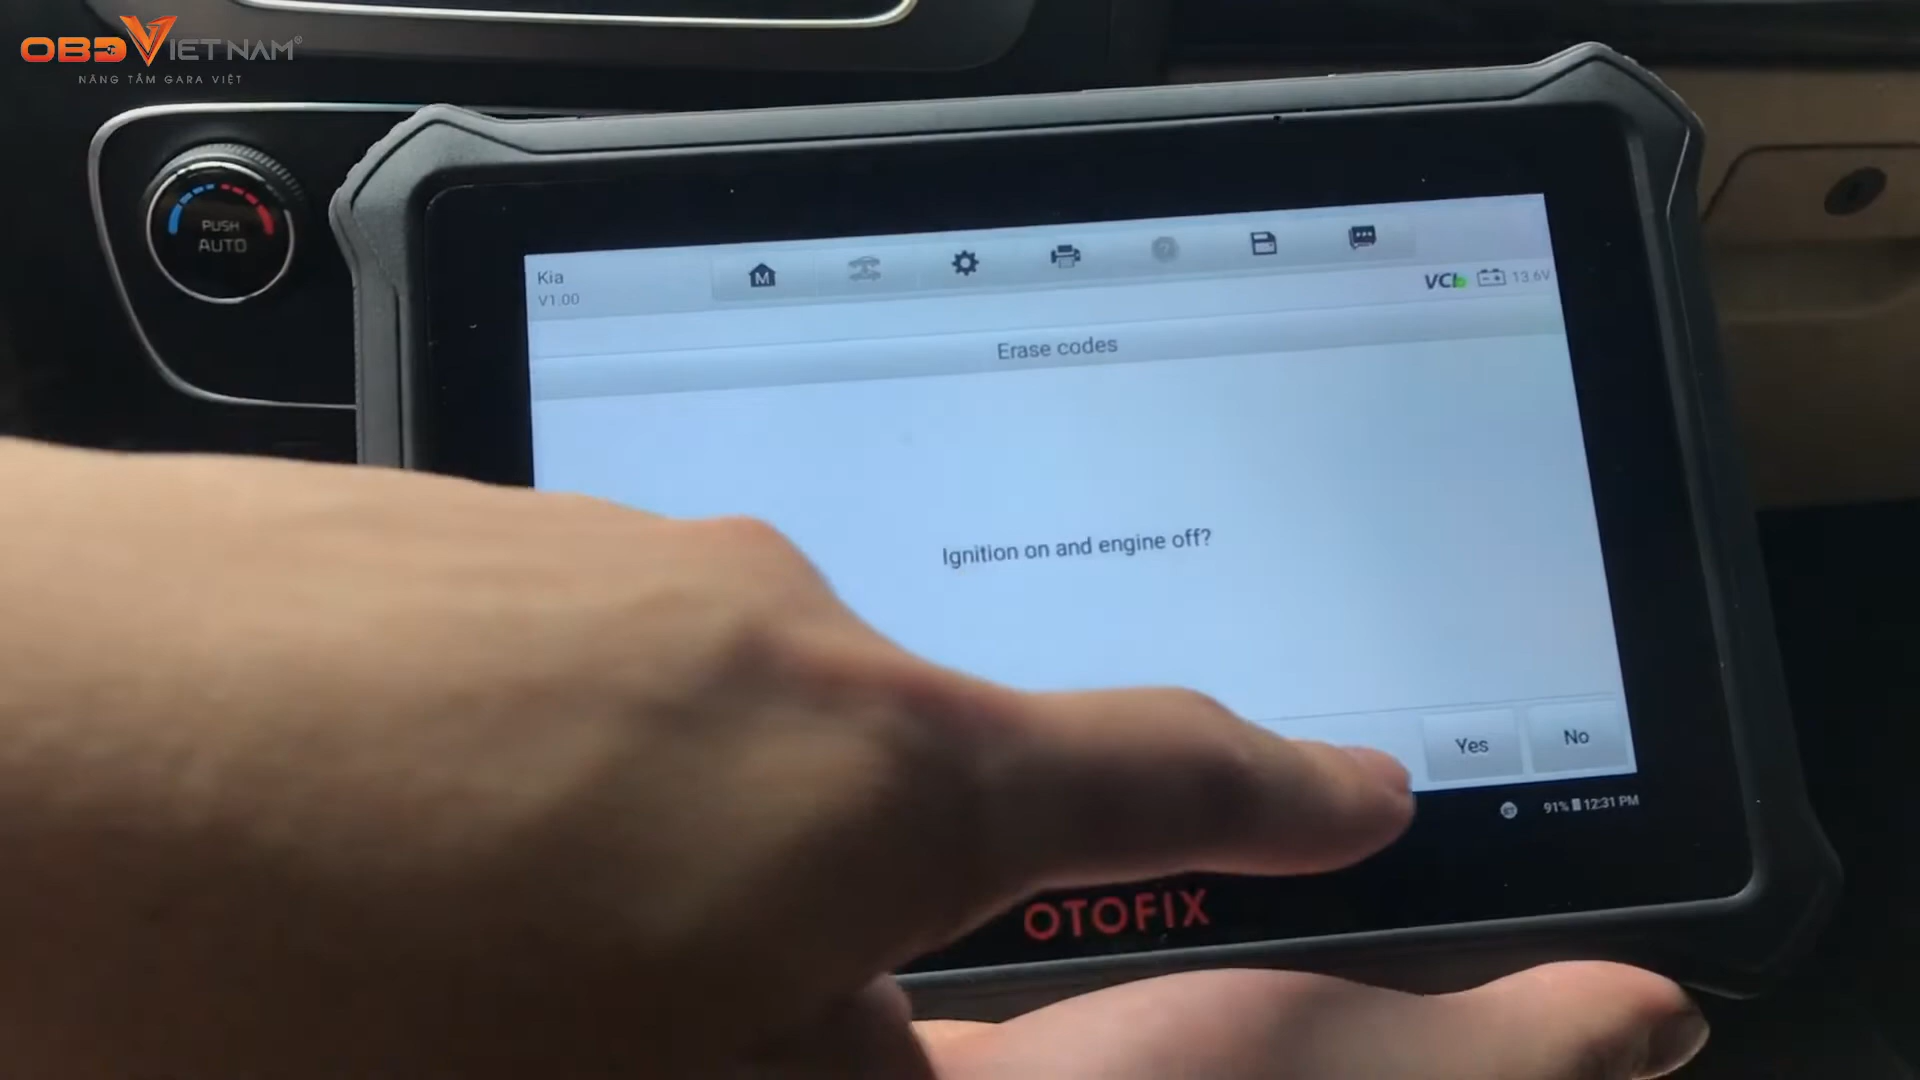 OBD VIETNAM®
NÂNG TẦM GARA VIỆT
PUSH
AUTO
Kia
V1.00
M
?
VCI
13.6V
Erase codes
Ignition on and engine off?
Yes
No
91%
12:31 PM
OTOFIX